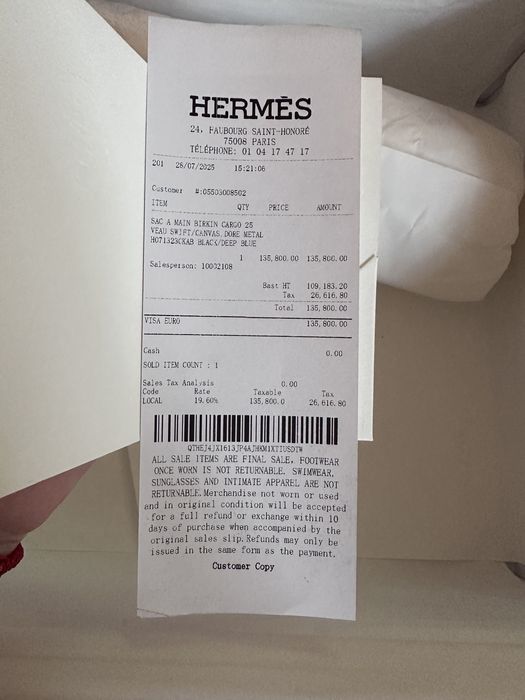 HERMÈS
24, FAUBOURG SAINT-HONORÉ
75008 PARIS
TÉLÉPHONE: 01 04 17 47 17
201 28/07/2025 15:21:06
Customer #:05503008502
ITEM QTY PRICE AMOUNT
SAC A MAIN BIRKIN CARGO 25
VEAU SWIFT/CANVAS, DORE METAL
H071323CKAB BLACK/DEEP BLUE
1 135,800.00 135,800.00
Salesperson: 10002108
Bast HT 109,183.20
Tax 26,616.80
Total 135,800.00
VISA EURO 135,800.00
Cash 0.00
SOLD ITEM COUNT : 1
Sales Tax Analysis 0.00
Code Rate Taxable Tax
LOCAL 19.60% 135,800.0 26,616.80
QTHEJ4JX1613JP4AJHKM1XTIUSDTW
ALL SALE ITEMS ARE FINAL SALE, FOOTWEAR
ONCE WORN IS NOT RETURNABLE. SWIMWEAR,
SUNGLASSES AND INTIMATE APPAREL ARE NOT
RETURNABLE. Merchandise not worn or used
and in original condition will be accepted
for a full refund or exchange within 10
days of purchase when accompanied by the
original sales slip. Refunds may only be
issued in the same form as the payment.
Customer Copy